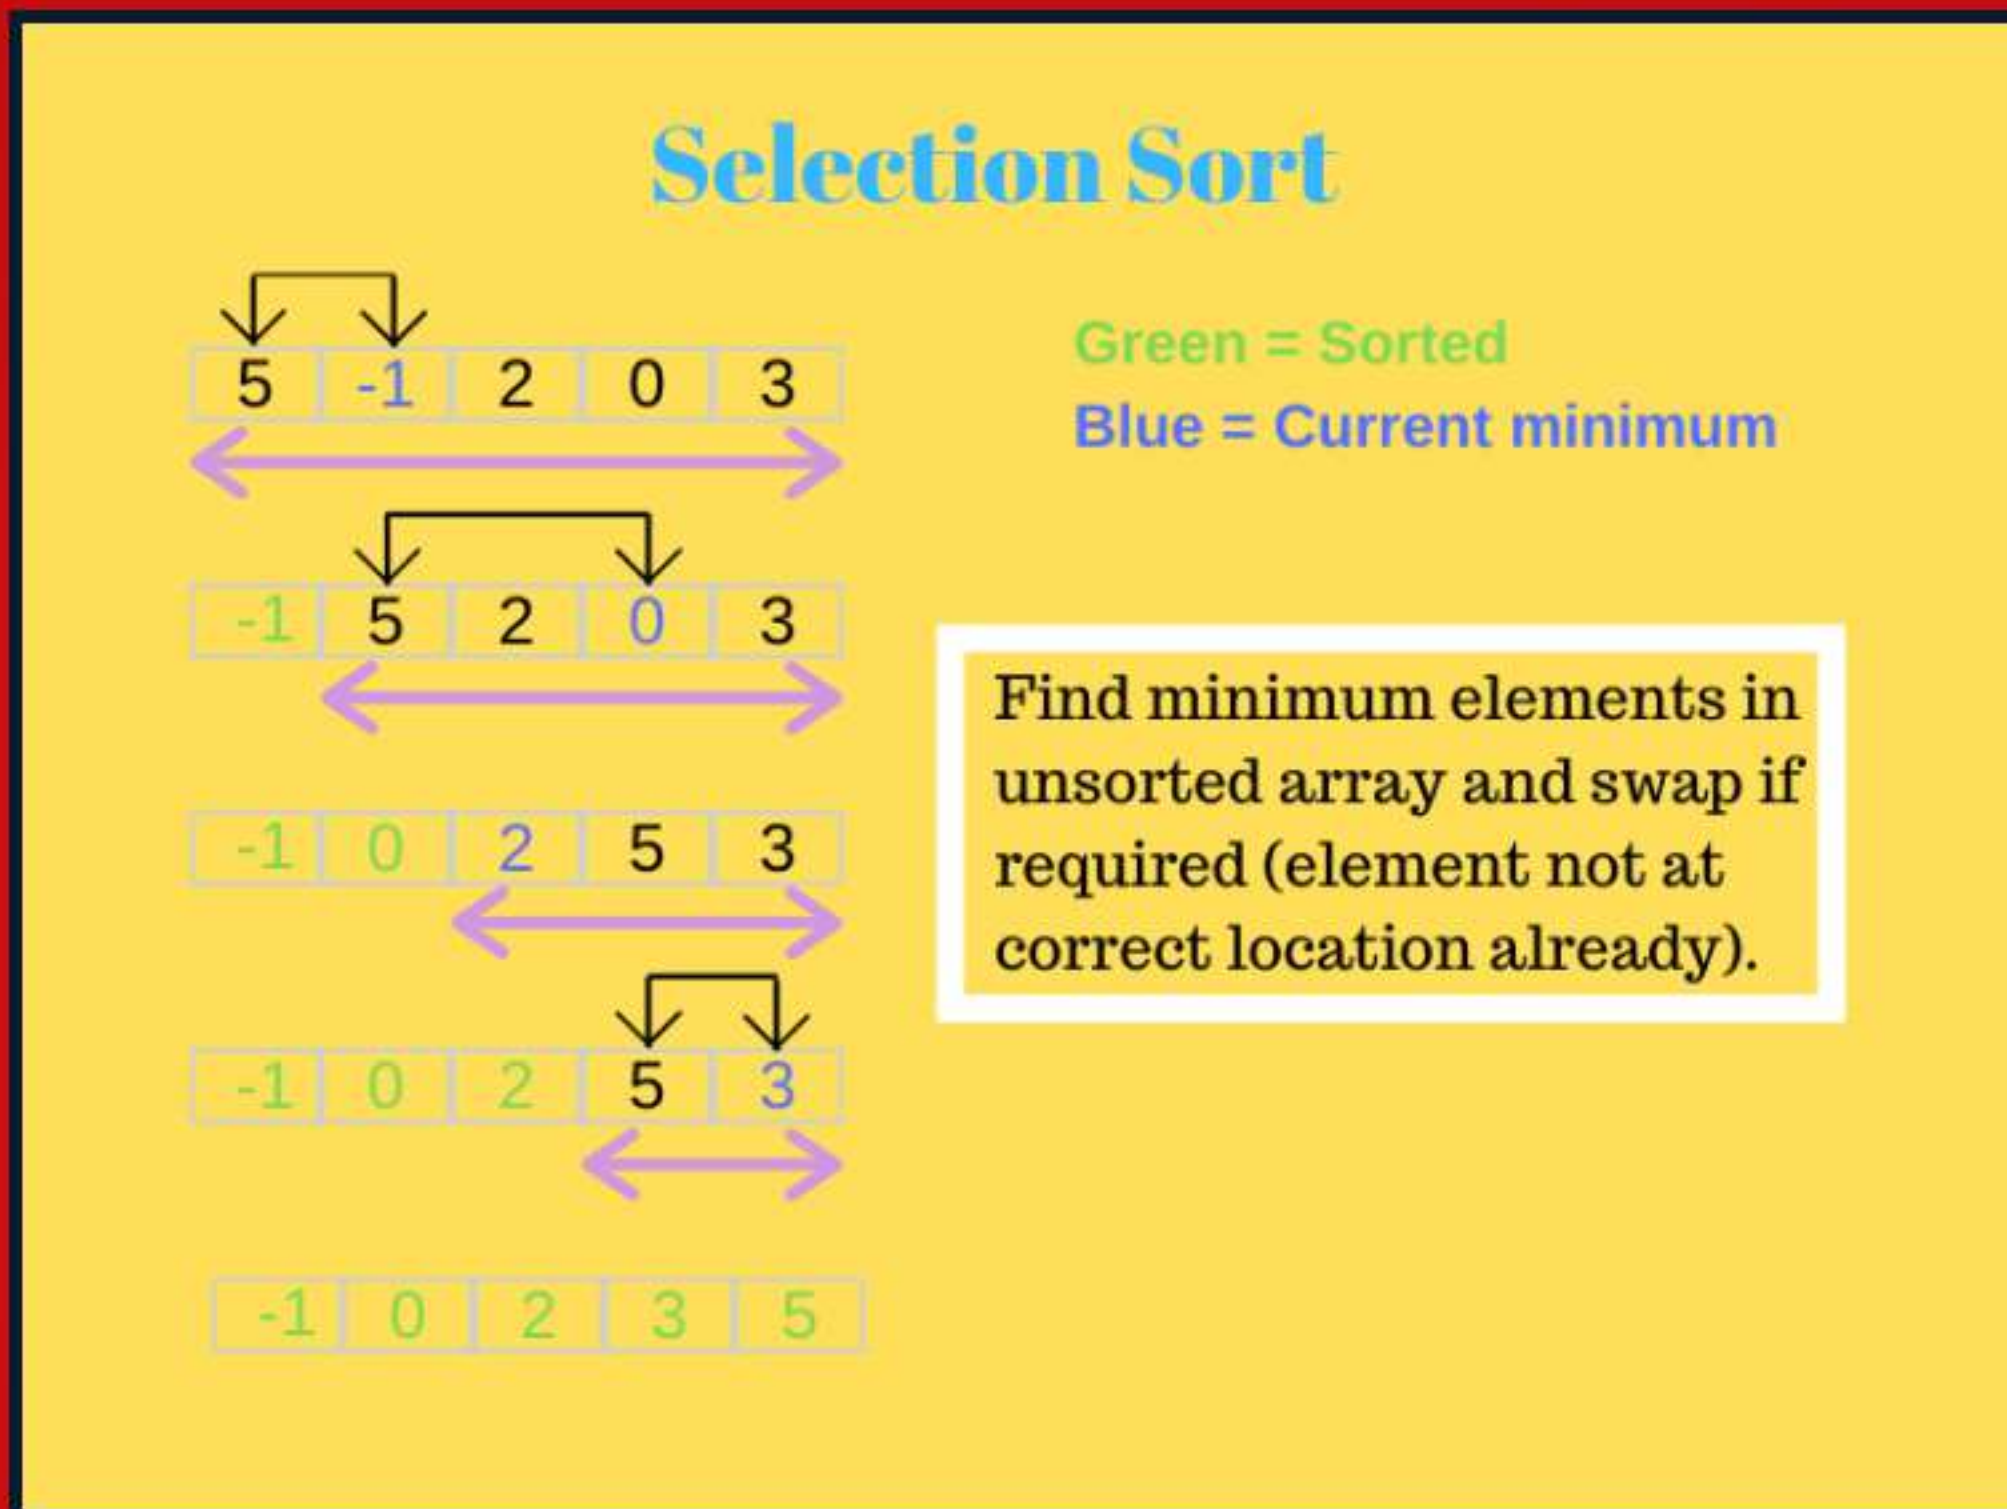 Selection Sort
5 -1 2 0 3
Green = Sorted
Blue = Current minimum
-1 5 2 0 3
Find minimum elements in
unsorted array and swap if
required (element not at
correct location already).
-1 0 2 5 3
-1 0 2 5 3
-1 0 2 3 5